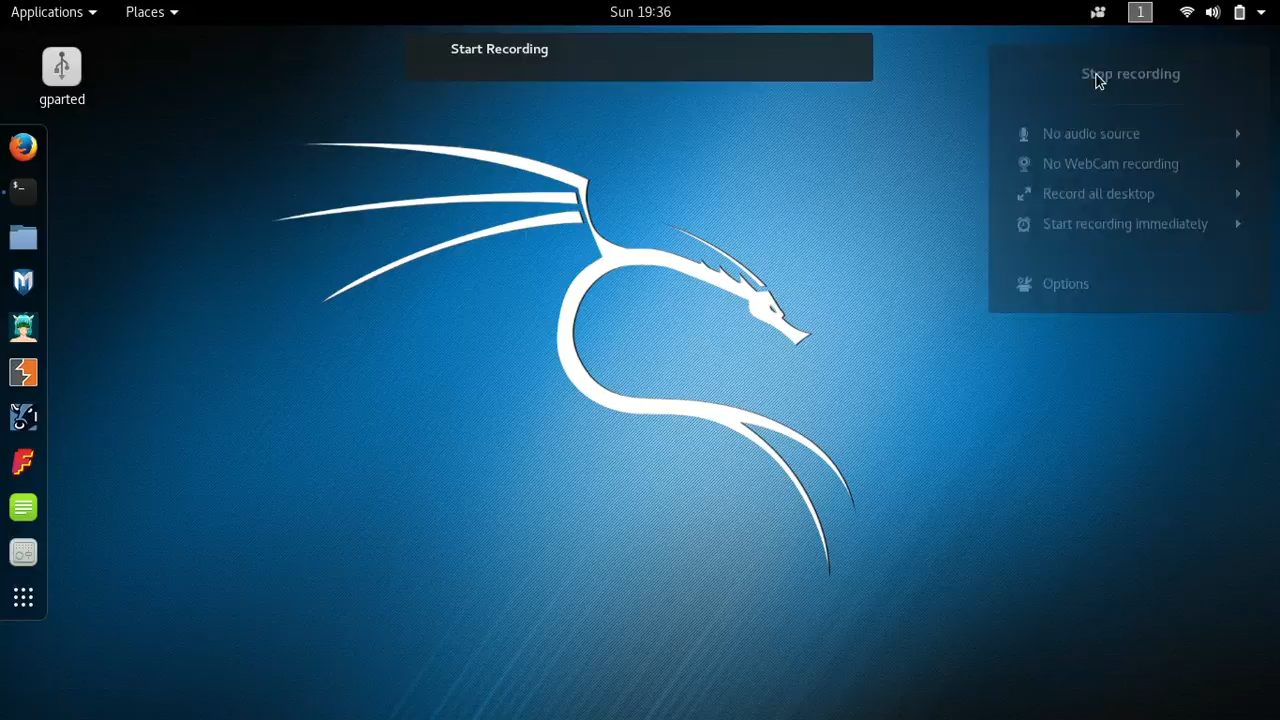 Applications
Places
Sun 19:36
1
gparted
Start Recording
Stop recording
No audio source
No WebCam recording
Record all desktop
Start recording immediately
Options